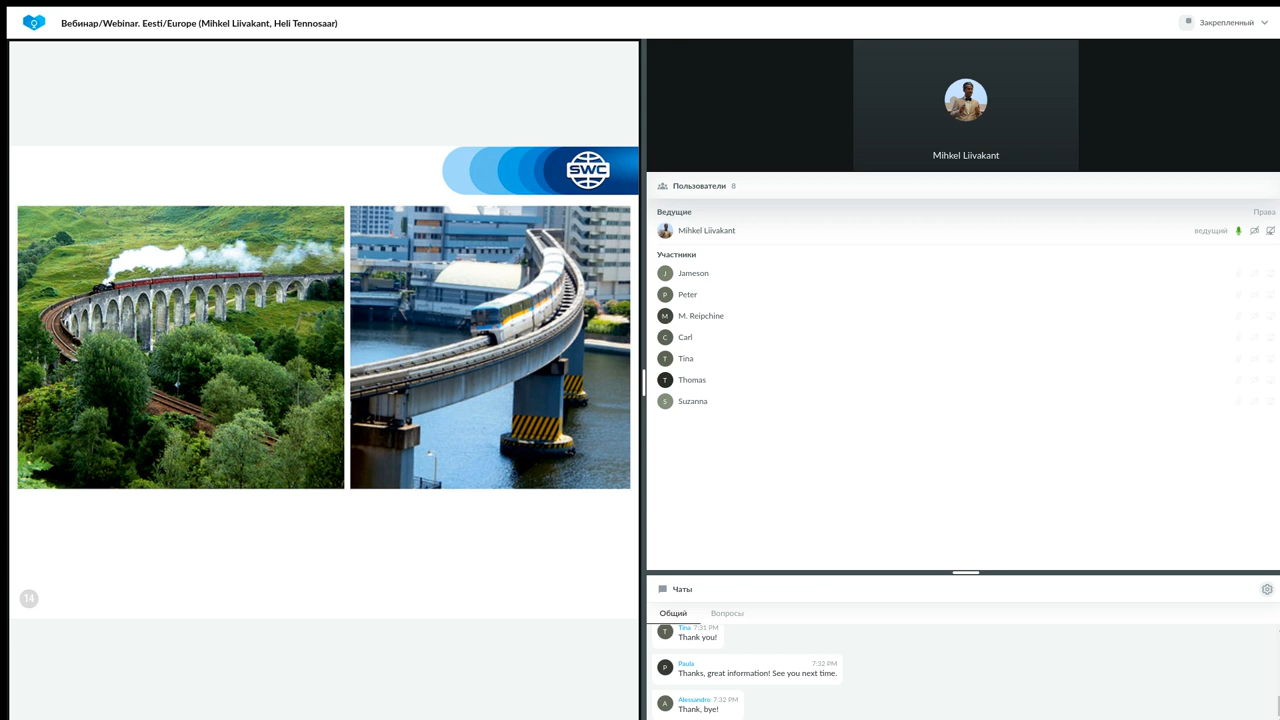 Вебинар/Webinar. Eesti/Europe (Mihkel Liivakant, Heli Tennosaar)
Закрепленный
SWC
14
Mihkel Liivakant
Пользователи 8
Ведущие Права
Mihkel Liivakant ведущий
Участники
J Jameson
P Peter
M M. Reipchine
C Carl
T Tina
T Thomas
S Suzanna
Чаты
Общий Вопросы
T Tina 7:31 PM
Thank you!
P Paula 7:32 PM
Thanks, great information! See you next time.
A Alessandro 7:32 PM
Thank, bye!